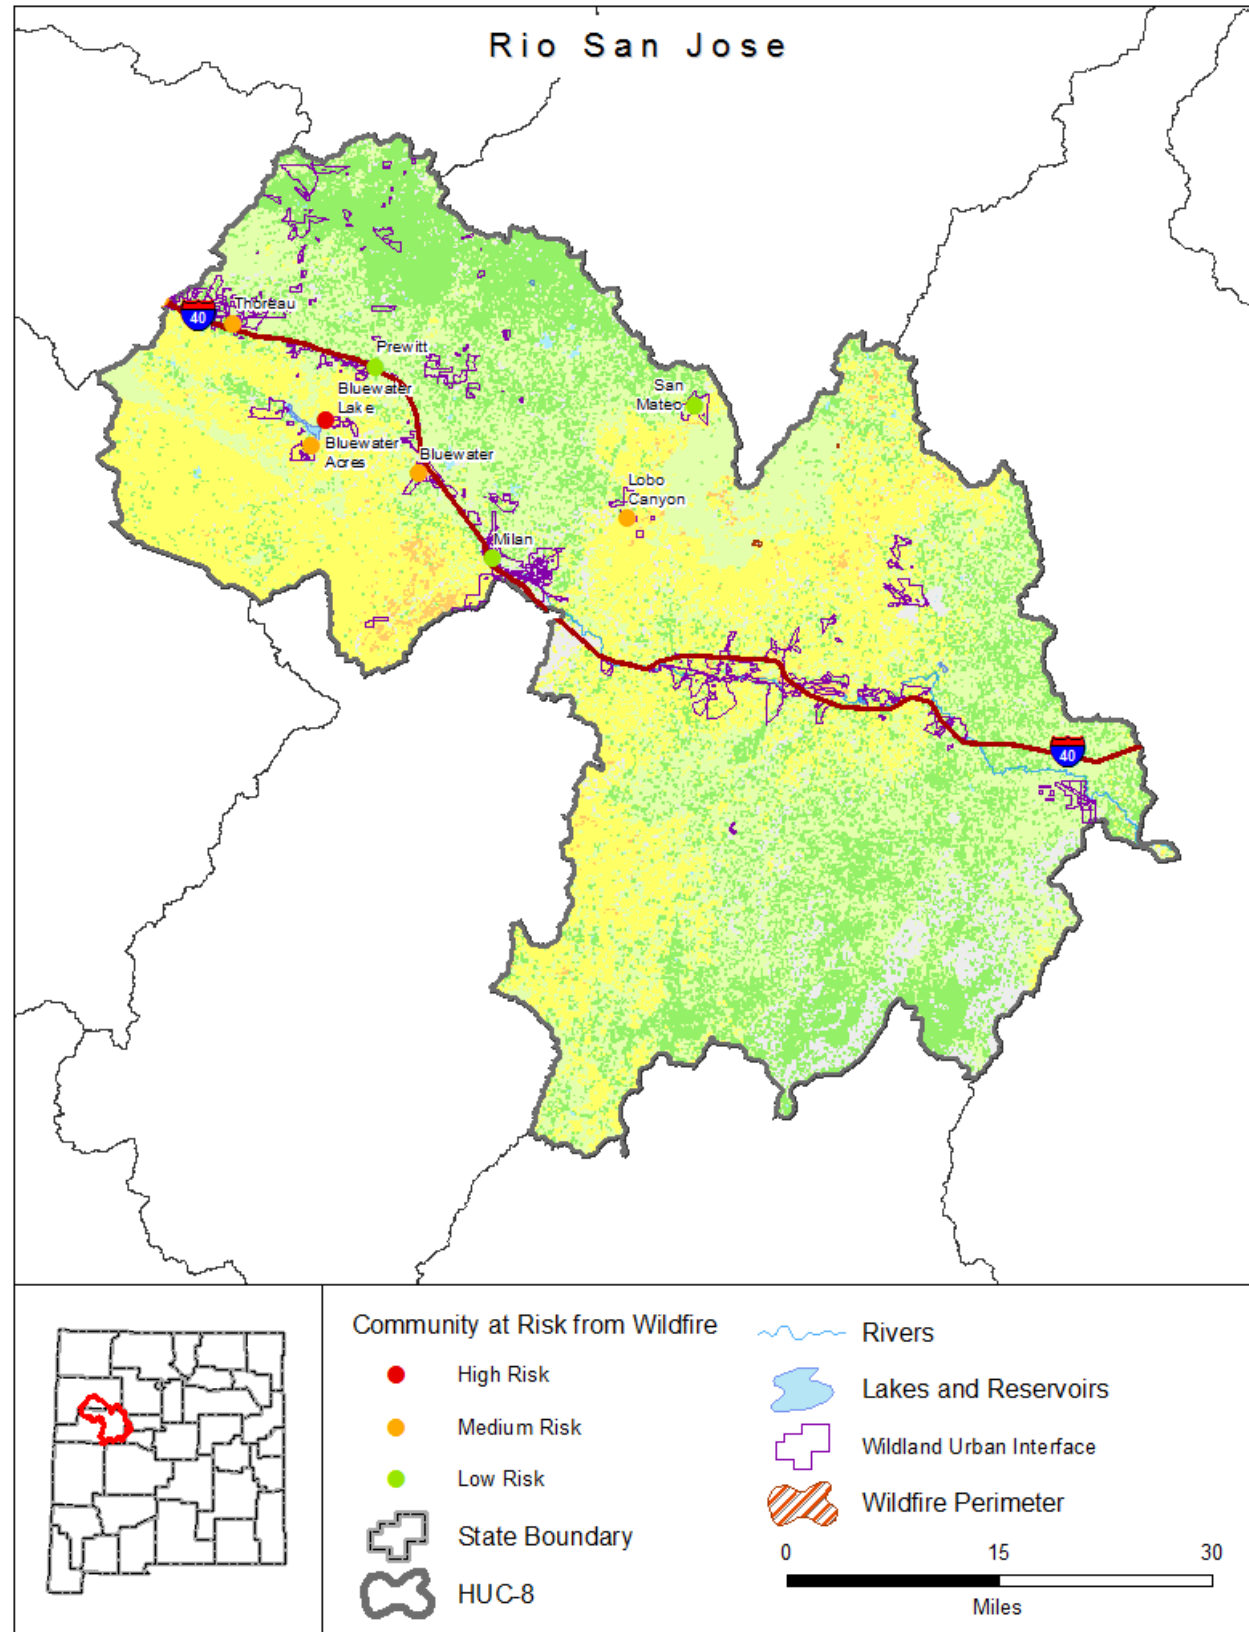 Rio San Jose
40
Thoreau
Prewitt
Bluewater
Lake
Bluewater
Acres
Bluewater
San
Mateo
Lobo
Canyon
Milan
40
Community at Risk from Wildfire
High Risk
Medium Risk
Low Risk
State Boundary
HUC-8
Rivers
Lakes and Reservoirs
Wildland Urban Interface
Wildfire Perimeter
0 15 30
Miles